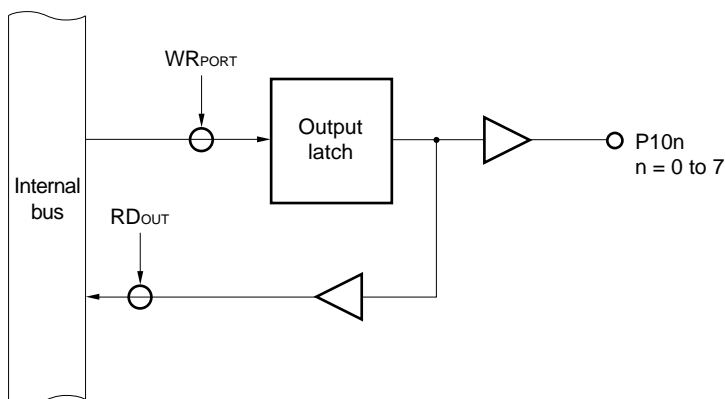 WRPORT
Output
latch
P10n
n = 0 to 7
Internal
bus
RDOUT